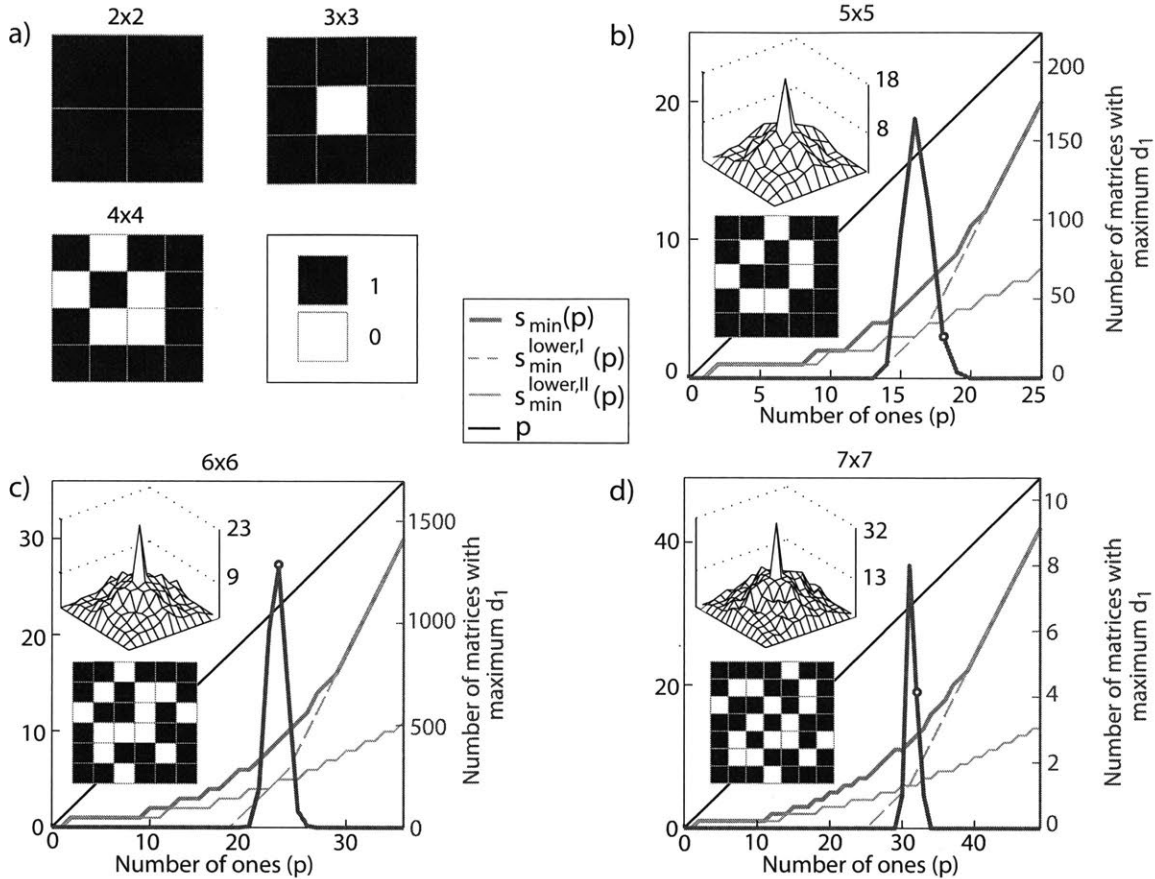 a)
2x2
3x3
4x4
1
0
s_min(p)
s_min^lower,I(p)
s_min^lower,II(p)
p
b)
5x5
18
8
20
10
0
0 5 10 15 20 25
Number of ones (p)
200
150
100
50
0
Number of matrices with
maximum d₁
c)
6x6
23
9
30
20
10
0
0 10 20 30
Number of ones (p)
1500
1000
500
0
Number of matrices with
maximum d₁
d)
7x7
32
13
40
20
0
0 10 20 30 40
Number of ones (p)
10
8
6
4
2
0
Number of matrices with
maximum d₁